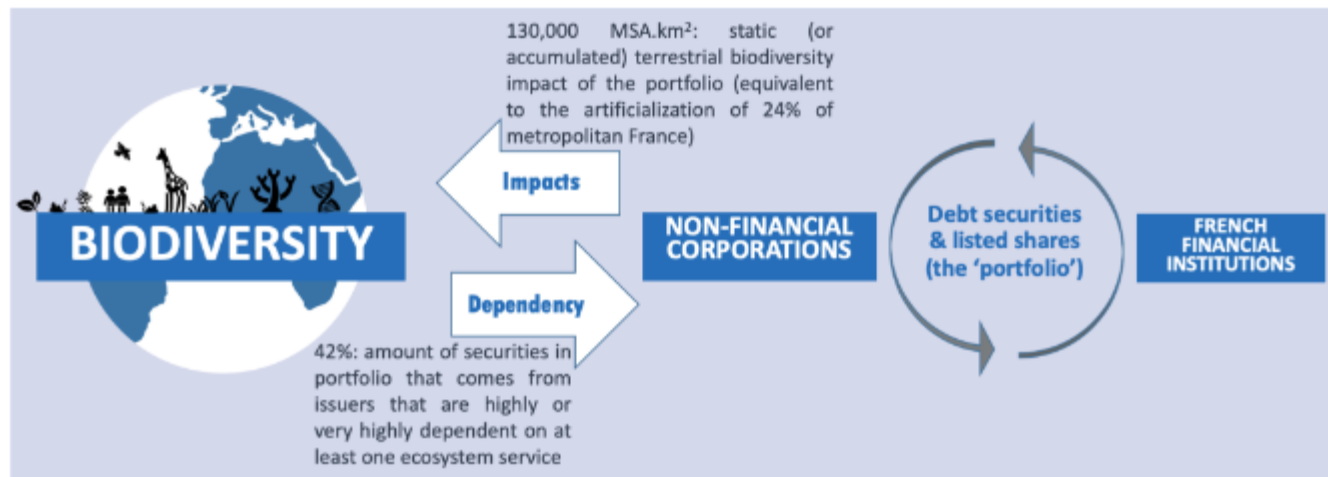 130,000 MSA.km²: static (or
accumulated) terrestrial biodiversity
impact of the portfolio (equivalent
to the artificialization of 24% of
metropolitan France)
Impacts
BIODIVERSITY
NON-FINANCIAL
CORPORATIONS
Debt securities
& listed shares
(the ‘portfolio’)
FRENCH
FINANCIAL
INSTITUTIONS
Dependency
42%: amount of securities in
portfolio that comes from
issuers that are highly or
very highly dependent on at
least one ecosystem service